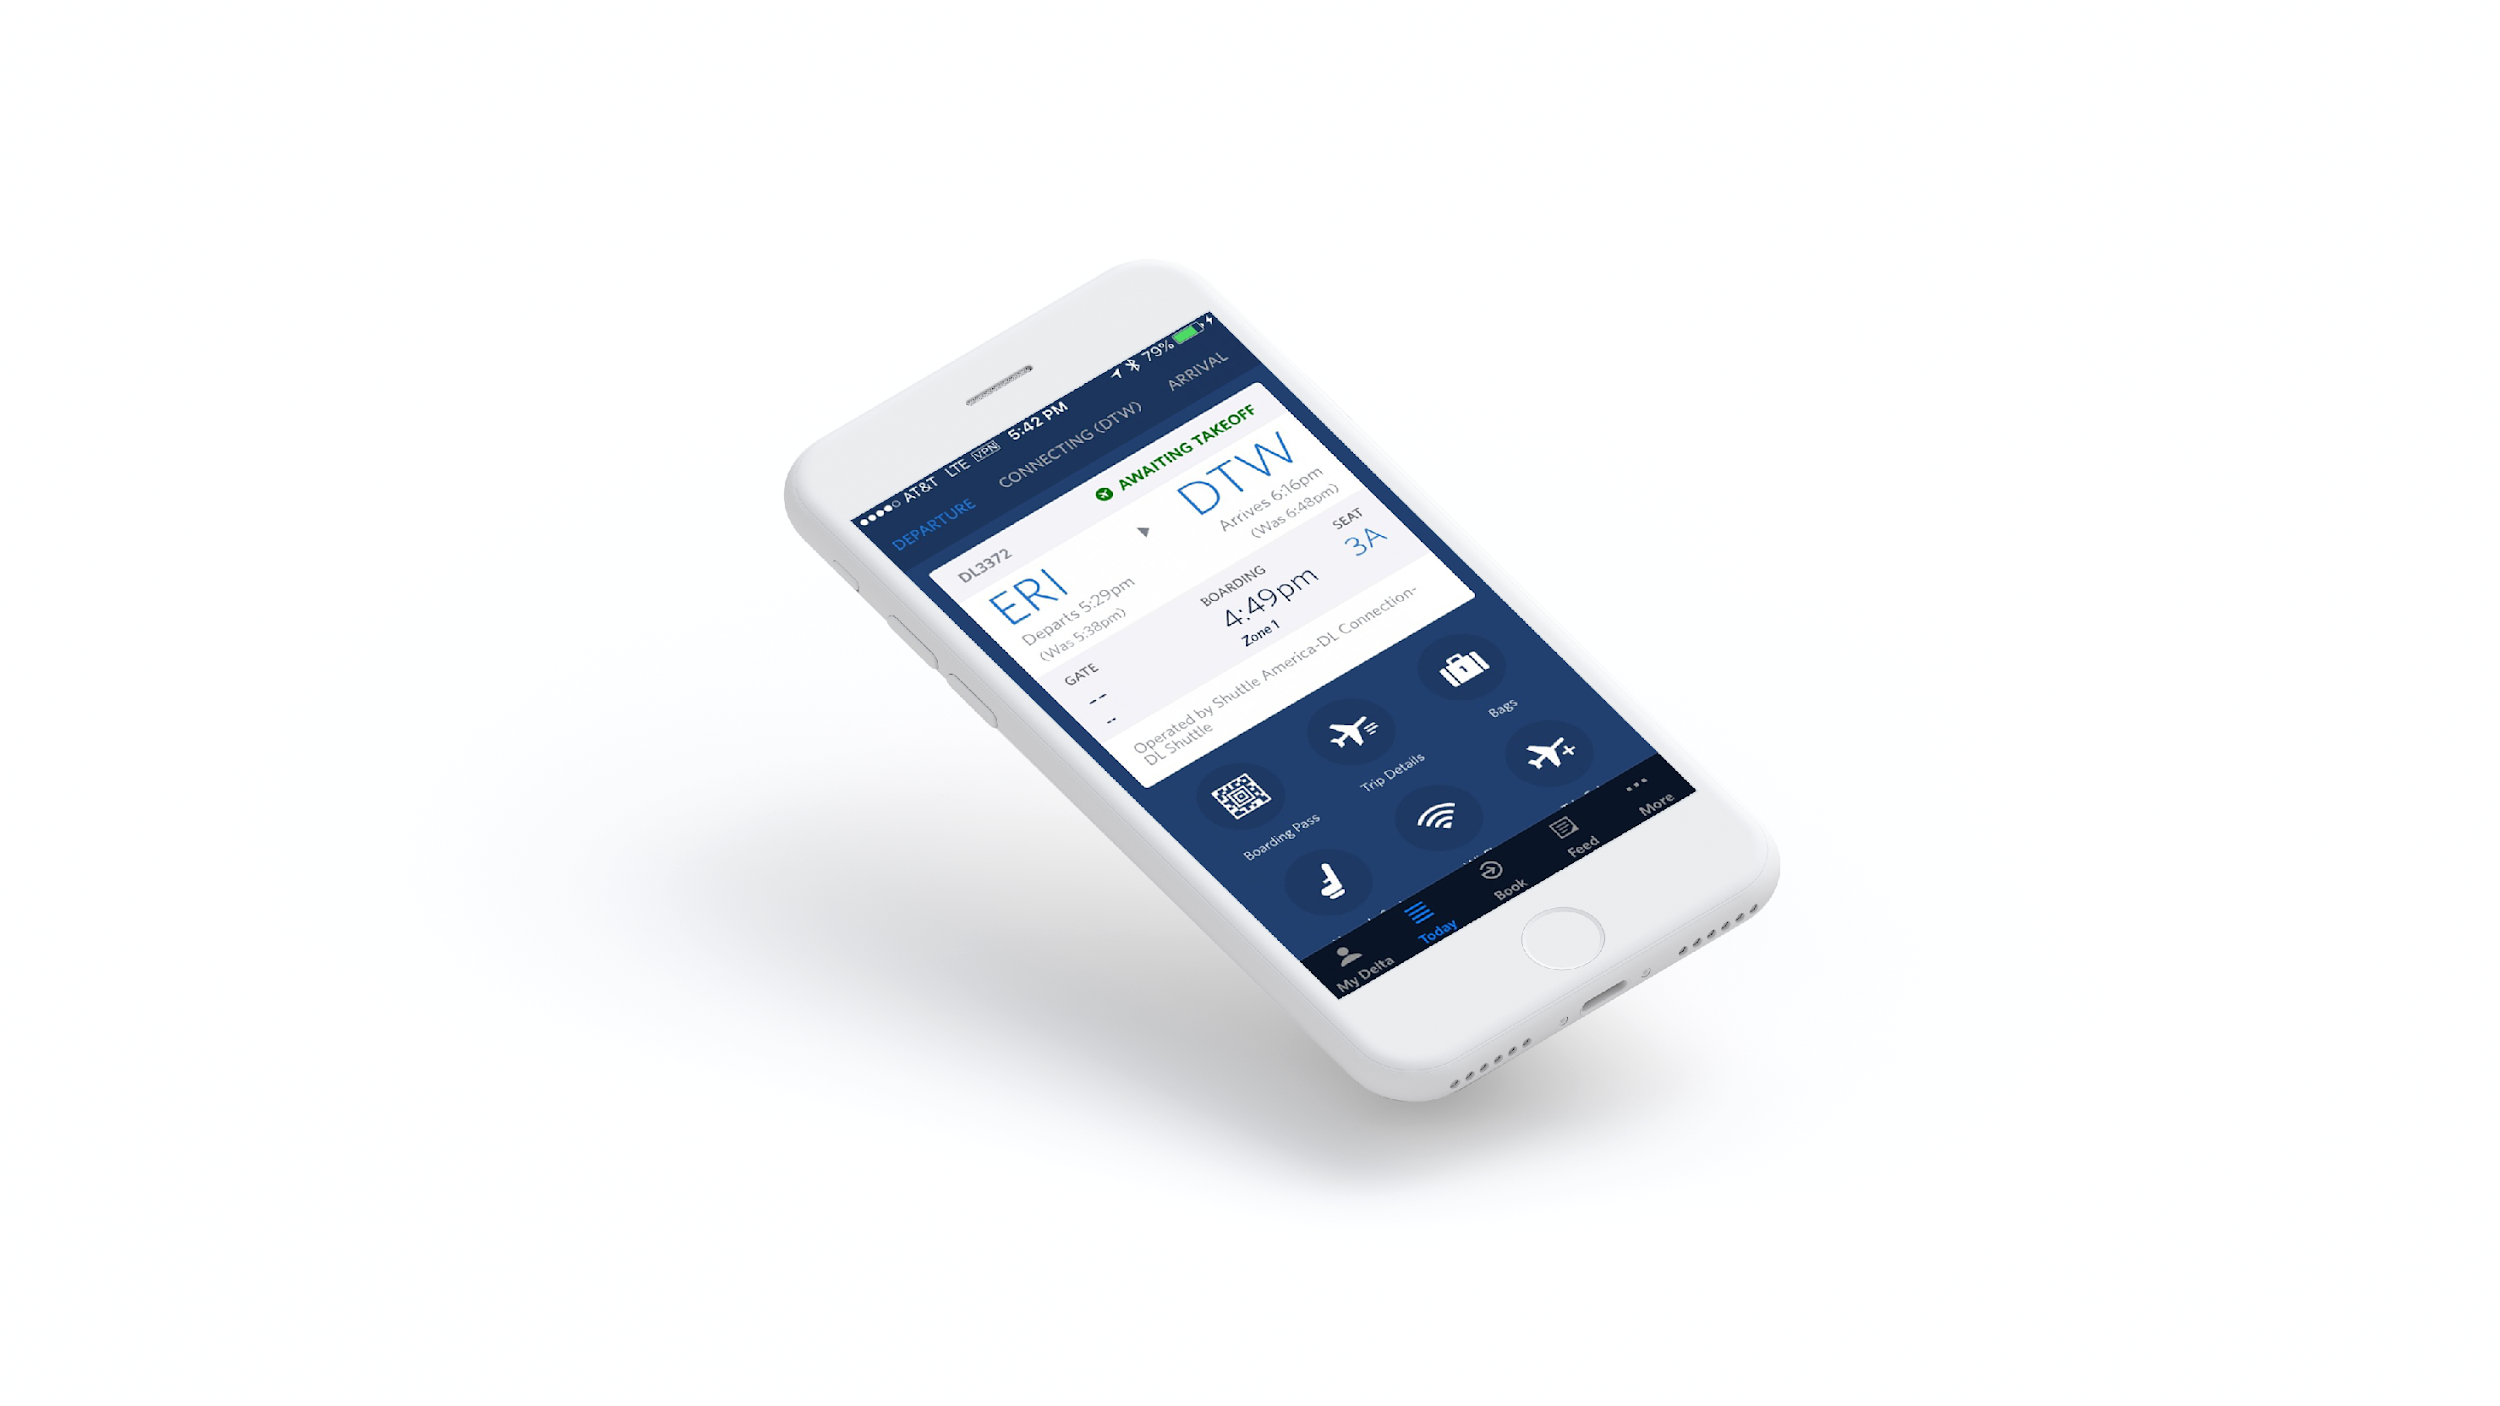 AT&T LTE VPN 5:42 PM 79%
DEPARTURE CONNECTING (DTW) ARRIVAL
DL3372 AWAITING TAKEOFF
ERI DTW
Departs 5:29pm Arrives 6:16pm
(Was 5:38pm) (Was 6:48pm)
GATE BOARDING SEAT
-- 4:49pm 3A
-- Zone 1
Operated by Shuttle America-DL Connection-
DL Shuttle
1
Boarding Pass Trip Details Bags
My Delta Today Book Feed More